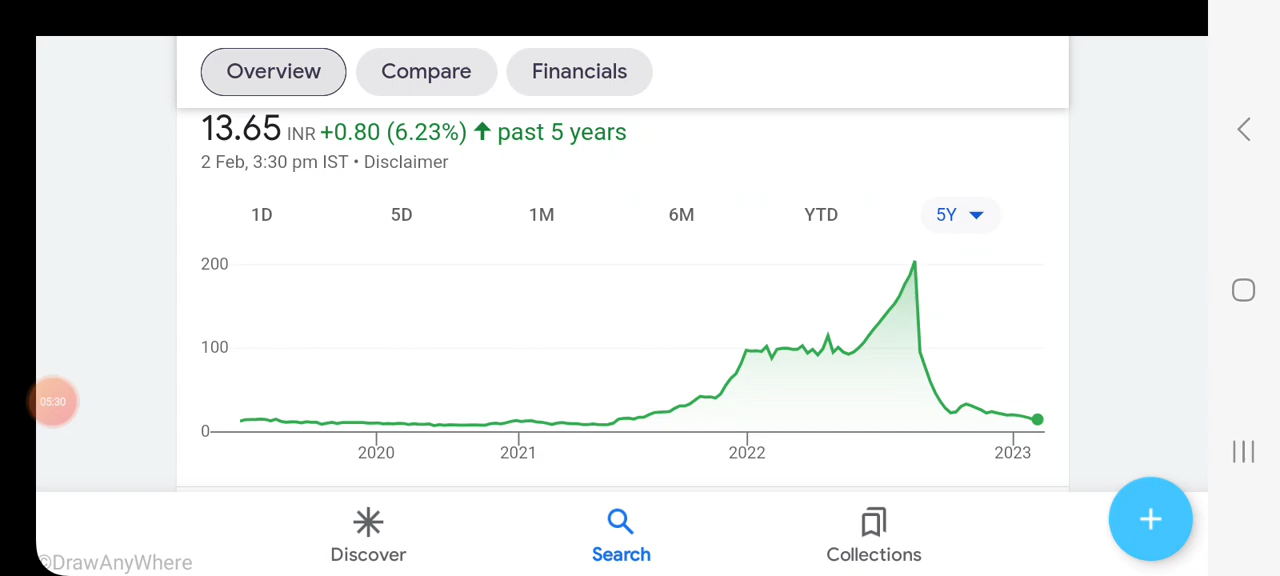 Overview Compare Financials
13.65 INR +0.80 (6.23%) ↑ past 5 years
2 Feb, 3:30 pm IST • Disclaimer
1D 5D 1M 6M YTD 5Y
200
100
05:30
0
2020 2021 2022 2023
Discover Search Collections
©DrawAnyWhere